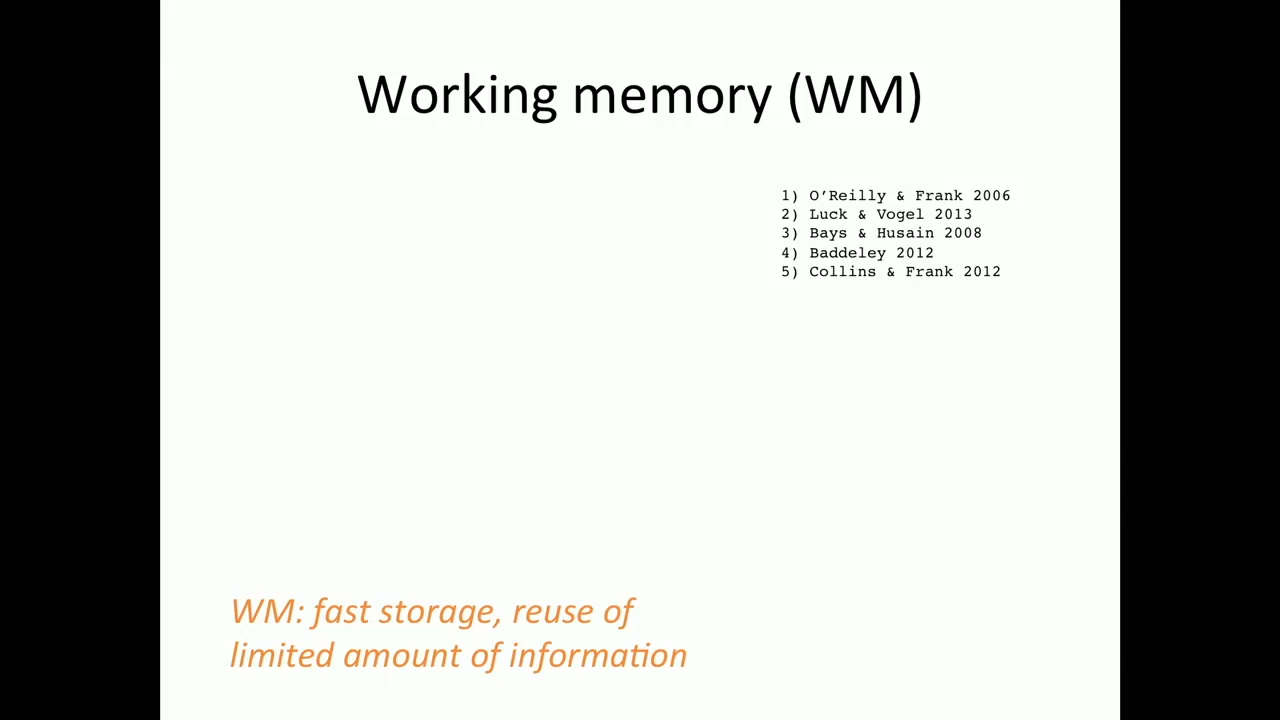 Working memory (WM)
1) O’Reilly & Frank 2006
2) Luck & Vogel 2013
3) Bays & Husain 2008
4) Baddeley 2012
5) Collins & Frank 2012
WM: fast storage, reuse of
limited amount of information